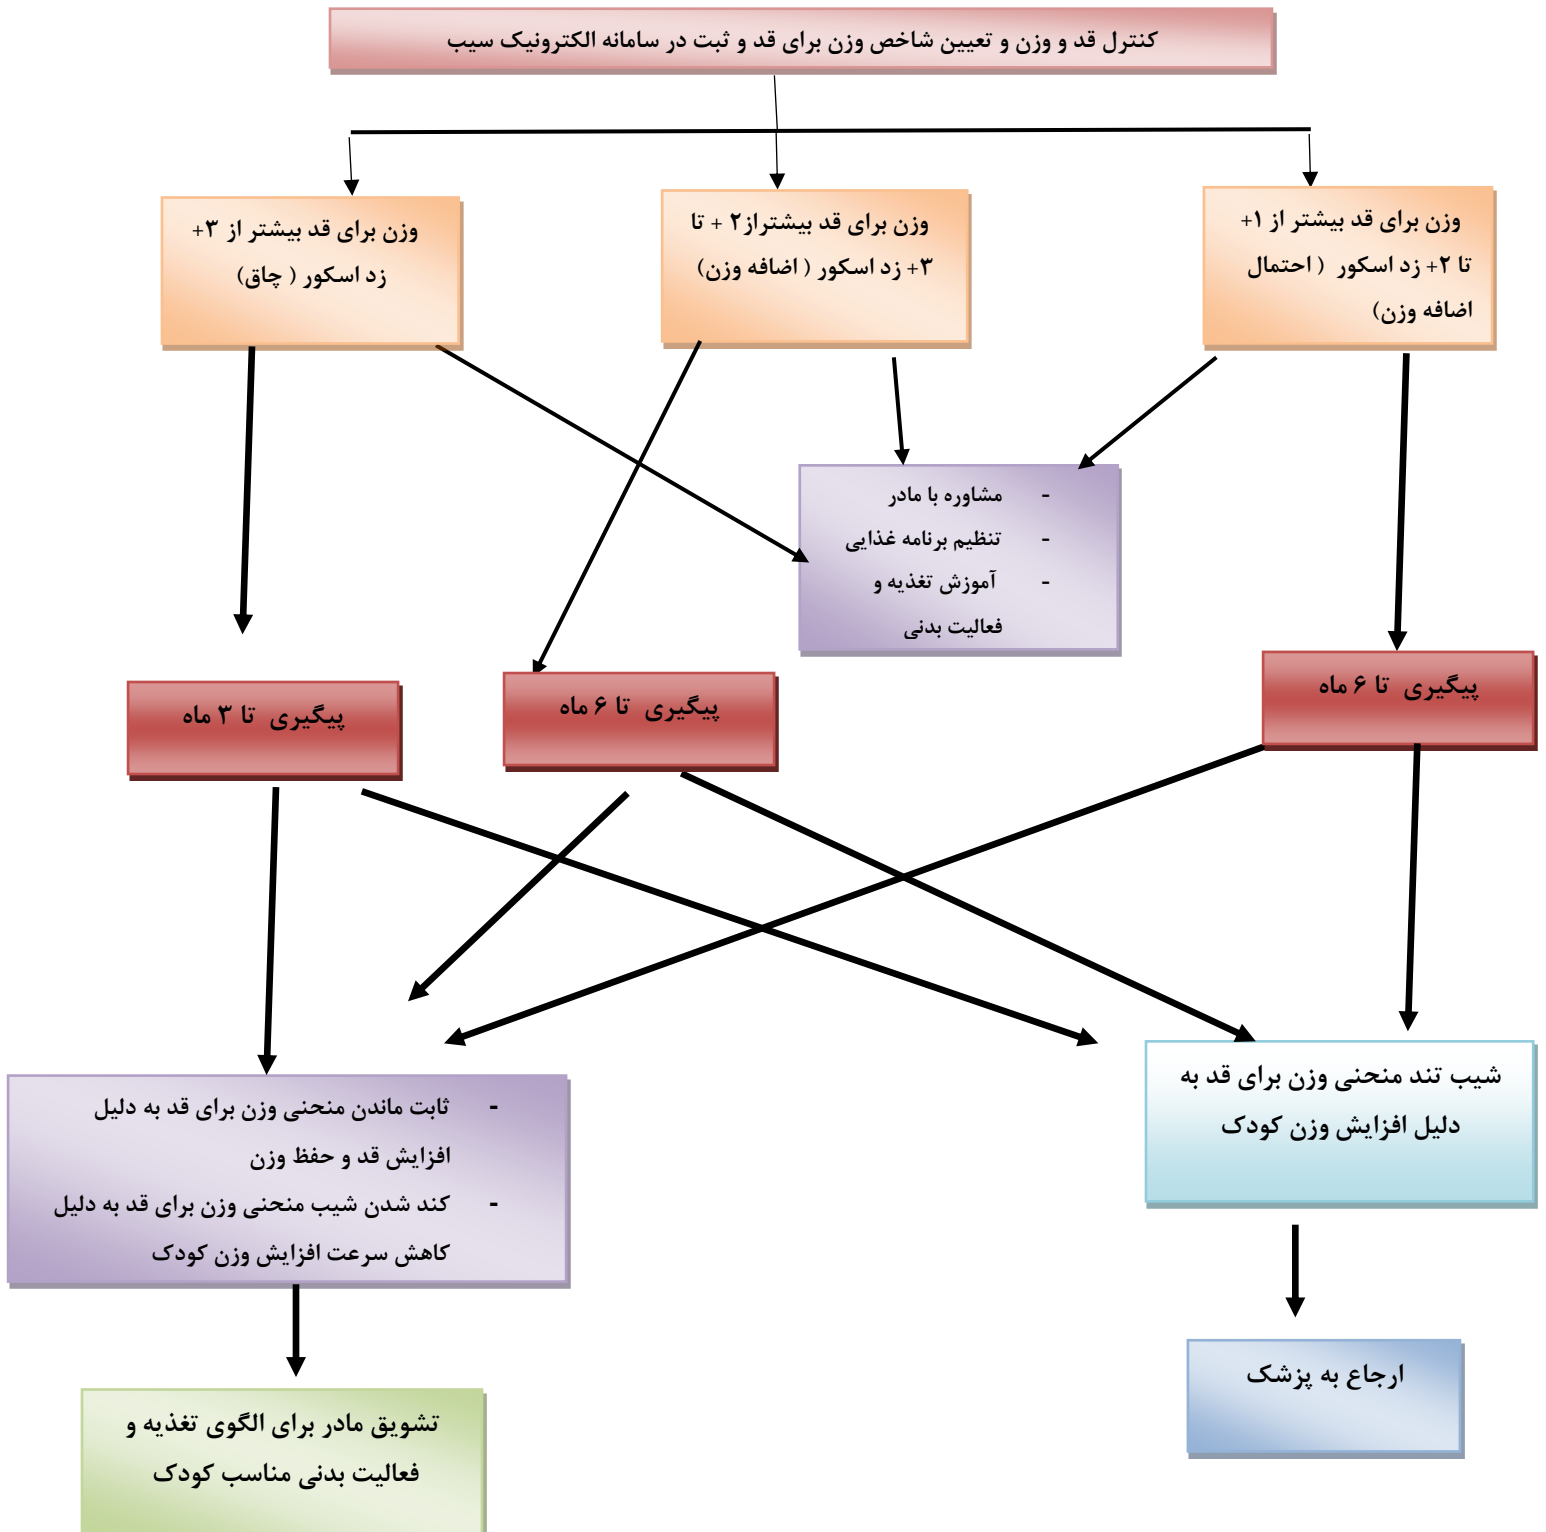 کنترل قد و وزن و تعیین شاخص وزن برای قد و ثبت در سامانه الکترونیک سیب
وزن برای قد بیشتر از ۱+
تا ۲+ زد اسکور ( احتمال
اضافه وزن)
وزن برای قد بیشتراز۲ + تا
۳+ زد اسکور ( اضافه وزن)
وزن برای قد بیشتر از ۳+
زد اسکور ( چاق)
- مشاوره با مادر
- تنظیم برنامه غذایی
- آموزش تغذیه و
فعالیت بدنی
پیگیری تا ۶ ماه
پیگیری تا ۶ ماه
پیگیری تا ۳ ماه
شیب تند منحنی وزن برای قد به
دلیل افزایش وزن کودک
- ثابت ماندن منحنی وزن برای قد به دلیل
افزایش قد و حفظ وزن
- کند شدن شیب منحنی وزن برای قد به دلیل
کاهش سرعت افزایش وزن کودک
ارجاع به پزشک
تشویق مادر برای الگوی تغذیه و
فعالیت بدنی مناسب کودک